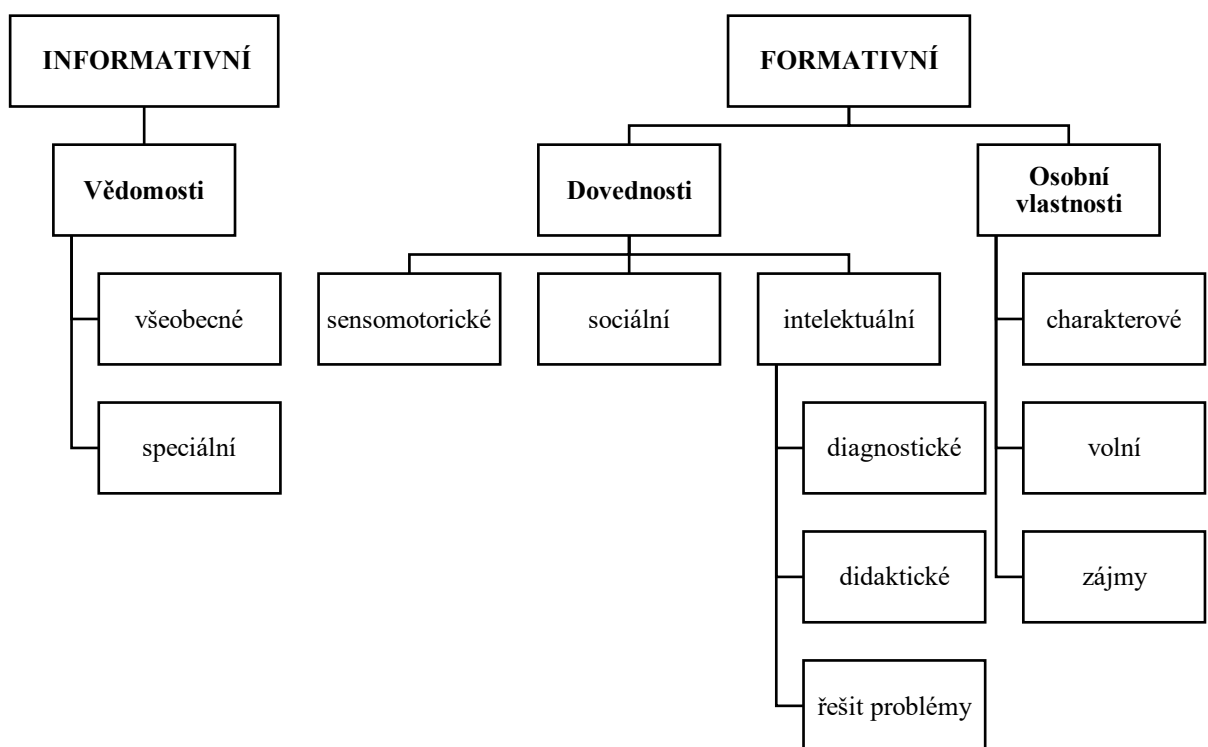 INFORMATIVNÍ
FORMATIVNÍ
Vědomosti
Dovednosti
Osobní
vlastnosti
všeobecné
sensomotorické
sociální
intelektuální
charakterové
speciální
diagnostické
volní
didaktické
zájmy
řešit problémy